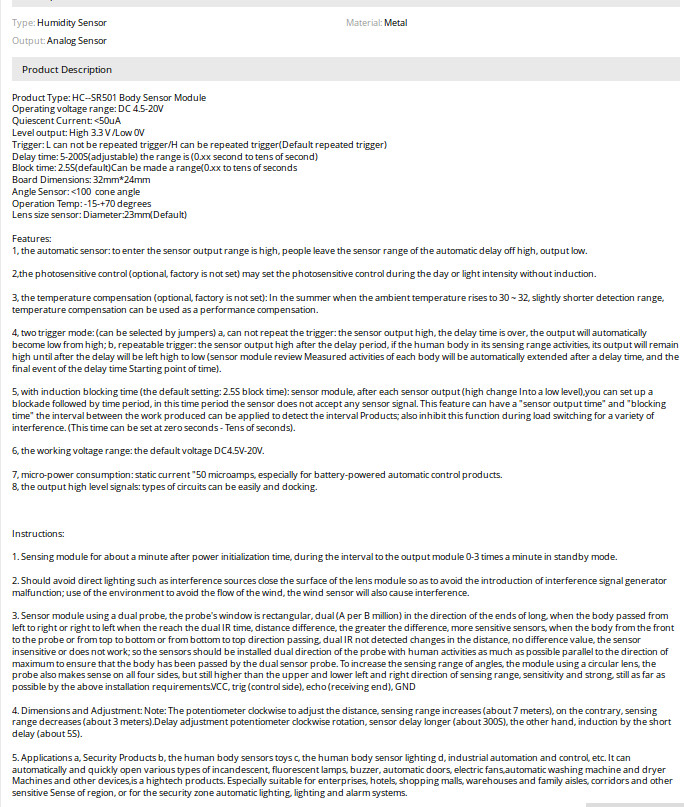 Type: Humidity Sensor
Material: Metal
Output: Analog Sensor
Product Description
Product Type: HC--SR501 Body Sensor Module
Operating voltage range: DC 4.5-20V
Quiescent Current: <50uA
Level output: High 3.3 V /Low 0V
Trigger: L can not be repeated trigger/H can be repeated trigger(Default repeated trigger)
Delay time: 5-200S(adjustable) the range is (0.xx second to tens of second)
Block time: 2.5S(default)Can be made a range(0.xx to tens of seconds
Board Dimensions: 32mm*24mm
Angle Sensor: <100 cone angle
Operation Temp: -15-+70 degrees
Lens size sensor: Diameter:23mm(Default)
Features:
1, the automatic sensor: to enter the sensor output range is high, people leave the sensor range of the automatic delay off high, output low.
2,the photosensitive control (optional, factory is not set) may set the photosensitive control during the day or light intensity without induction.
3, the temperature compensation (optional, factory is not set): In the summer when the ambient temperature rises to 30 ~ 32, slightly shorter detection range,
temperature compensation can be used as a performance compensation.
4, two trigger mode: (can be selected by jumpers) a, can not repeat the trigger: the sensor output high, the delay time is over, the output will automatically
become low from high; b, repeatable trigger: the sensor output high after the delay period, if the human body in its sensing range activities, its output will remain
high until after the delay will be left high to low (sensor module review Measured activities of each body will be automatically extended after a delay time, and the
final event of the delay time Starting point of time).
5, with induction blocking time (the default setting: 2.5S block time): sensor module, after each sensor output (high change Into a low level),you can set up a
blockade followed by time period, in this time period the sensor does not accept any sensor signal. This feature can have a "sensor output time" and "blocking
time" the interval between the work produced can be applied to detect the interval Products; also inhibit this function during load switching for a variety of
interference. (This time can be set at zero seconds - Tens of seconds).
6, the working voltage range: the default voltage DC4.5V-20V.
7, micro-power consumption: static current "50 microamps, especially for battery-powered automatic control products.
8, the output high level signals: types of circuits can be easily and docking.
Instructions:
1. Sensing module for about a minute after power initialization time, during the interval to the output module 0-3 times a minute in standby mode.
2. Should avoid direct lighting such as interference sources close the surface of the lens module so as to avoid the introduction of interference signal generator
malfunction; use of the environment to avoid the flow of the wind, the wind sensor will also cause interference.
3. Sensor module using a dual probe, the probe's window is rectangular, dual (A per B million) in the direction of the ends of long, when the body passed from
left to right or right to left when the reach the dual IR time, distance difference, the greater the difference, more sensitive sensors, when the body from the front
to the probe or from top to bottom or from bottom to top direction passing, dual IR not detected changes in the distance, no difference value, the sensor
insensitive or does not work; so the sensors should be installed dual direction of the probe with human activities as much as possible parallel to the direction of
maximum to ensure that the body has been passed by the dual sensor probe. To increase the sensing range of angles, the module using a circular lens, the
probe also makes sense on all four sides, but still higher than the upper and lower left and right direction of sensing range, sensitivity and strong, still as far as
possible by the above installation requirements.VCC, trig (control side), echo (receiving end), GND
4. Dimensions and Adjustment: Note: The potentiometer clockwise to adjust the distance, sensing range increases (about 7 meters), on the contrary, sensing
range decreases (about 3 meters).Delay adjustment potentiometer clockwise rotation, sensor delay longer (about 300S), the other hand, induction by the short
delay (about 5S).
5. Applications a, Security Products b, the human body sensors toys c, the human body sensor lighting d, industrial automation and control, etc. It can
automatically and quickly open various types of incandescent, fluorescent lamps, buzzer, automatic doors, electric fans,automatic washing machine and dryer
Machines and other devices,is a hightech products. Especially suitable for enterprises, hotels, shopping malls, warehouses and family aisles, corridors and other
sensitive Sense of region, or for the security zone automatic lighting, lighting and alarm systems.